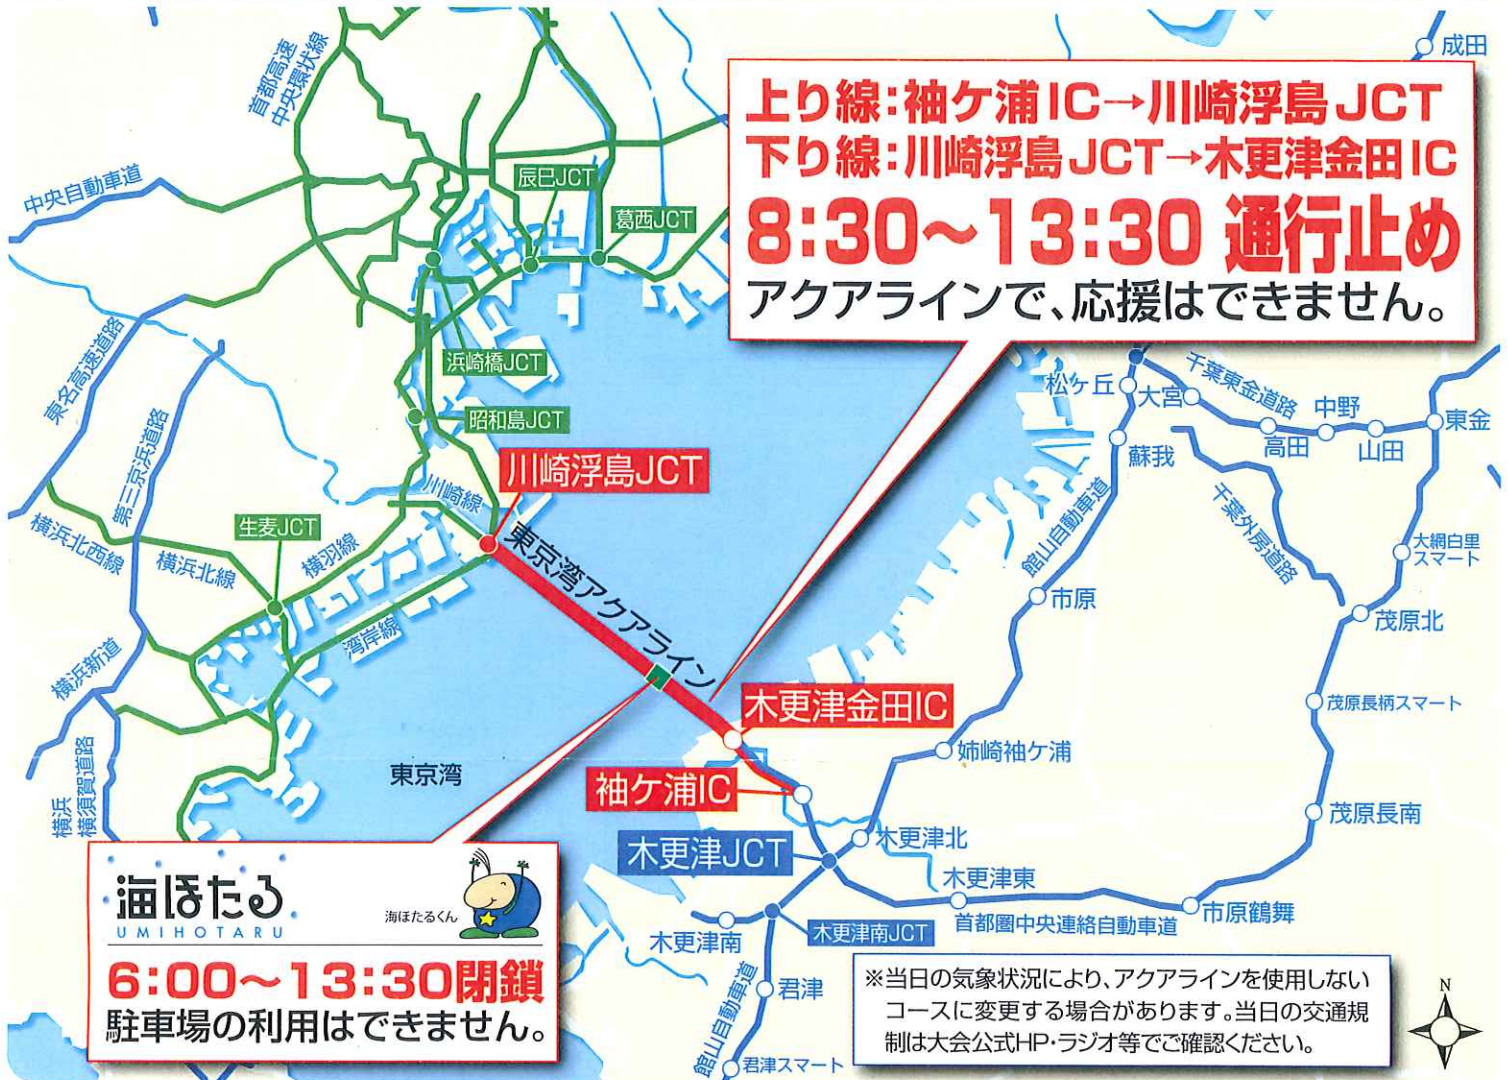 成田
上り線:袖ケ浦IC→川崎浮島JCT
下り線:川崎浮島JCT→木更津金田IC
8:30～13:30 通行止め
アクアラインで、応援はできません。
首都高速
中央環状線
中央自動車道
辰巳JCT
葛西JCT
浜崎橋JCT
昭和島JCT
東名高速道路
第三京浜道路
川崎浮島JCT
川崎線
生麦JCT
横浜北西線
横浜北線
横羽線
湾岸線
東京湾アクアライン
横浜新道
横浜
横須賀道路
東京湾
木更津金田IC
袖ケ浦IC
木更津JCT
松ケ丘
大宮
千葉東金道路
中野
高田
山田
東金
蘇我
千葉外房道路
館山自動車道
大網白里
スマート
市原
茂原北
茂原長柄スマート
姉崎袖ケ浦
茂原長南
木更津北
木更津東
市原鶴舞
首都圏中央連絡自動車道
木更津南
木更津南JCT
君津
館山自動車道
君津スマート
海ほたる
UMIHOTARU
海ほたるくん
6:00～13:30閉鎖
駐車場の利用はできません。
※当日の気象状況により、アクアラインを使用しない
コースに変更する場合があります。当日の交通規
制は大会公式HP・ラジオ等でご確認ください。
N